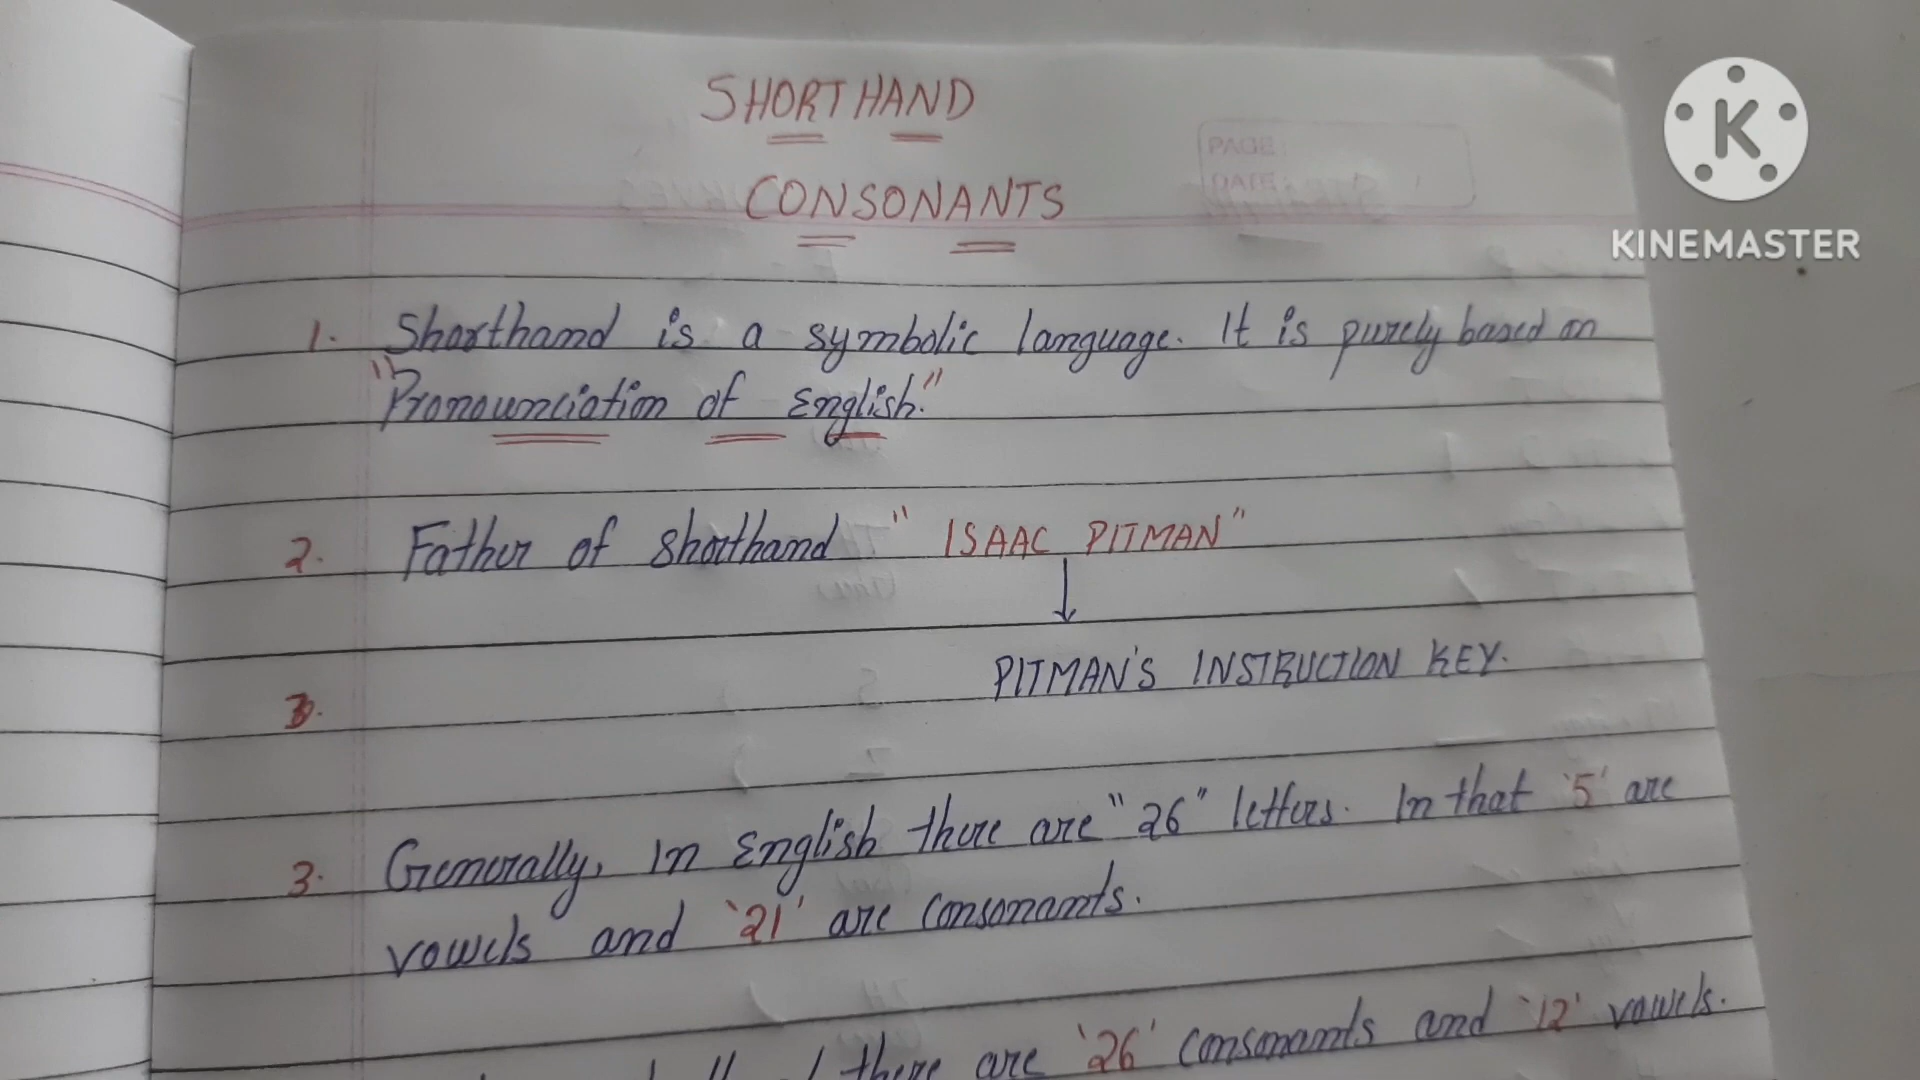 SHORTHAND
PAGE:
DATE:
K
CONSONANTS
KINEMASTER
1. Shorthand is a symbolic language. It is purely based on
"Pronounciation of English."
2. Father of Shorthand "ISAAC PITMAN"
PITMAN'S INSTRUCTION KEY.
3.
3. Generally, In English there are "26" letters. In that '5' are
vowels and '21' are consonants.
there are '26' consonants and '12' vowels.